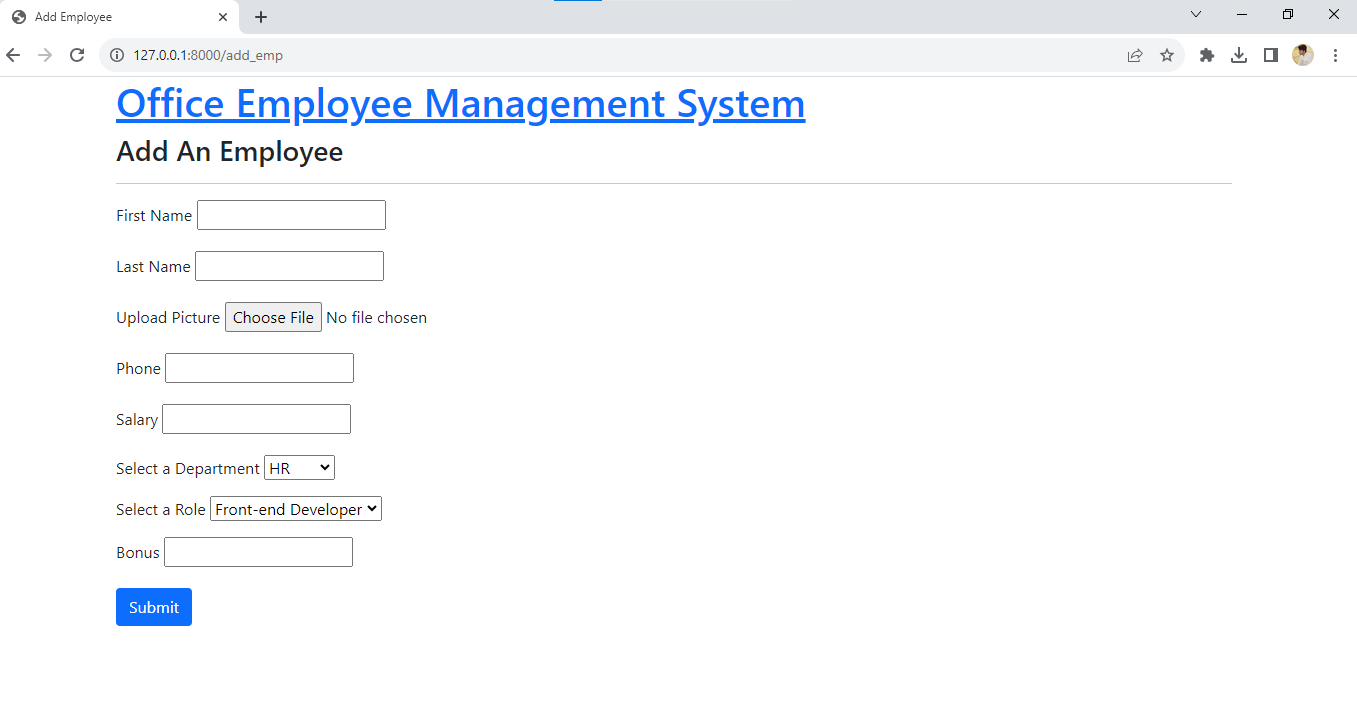 Add Employee
127.0.0.1:8000/add_emp
Office Employee Management System
Add An Employee
First Name
Last Name
Upload Picture Choose File No file chosen
Phone
Salary
Select a Department HR
Select a Role Front-end Developer
Bonus
Submit